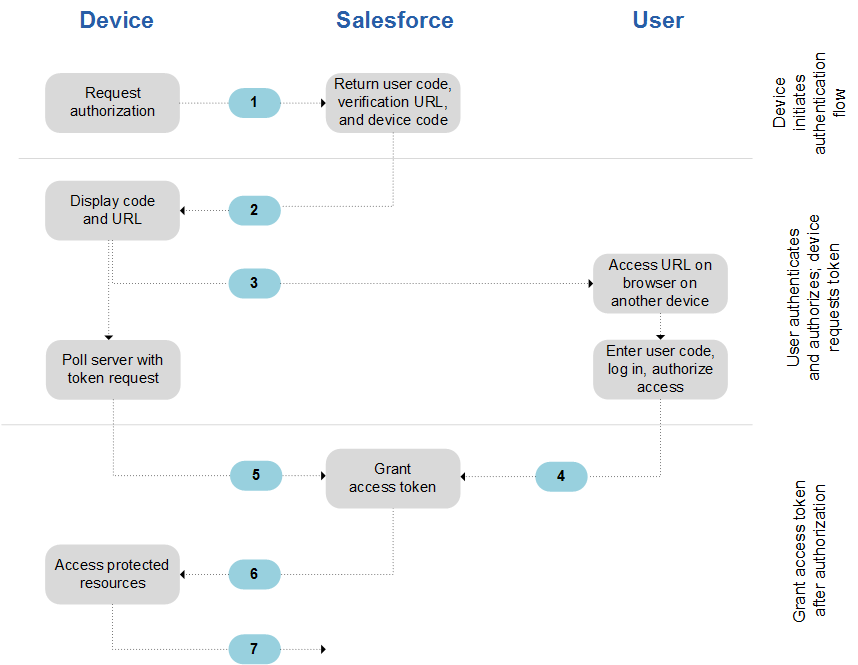 Device
Salesforce
User
Request
authorization
1
Return user code,
verification URL,
and device code
Device
initiates
authentication
flow
Display code
and URL
2
3
Access URL on
browser on
another device
User authenticates
and authorizes; device
requests token
Poll server with
token request
Enter user code,
log in, authorize
access
5
Grant
access token
4
Grant access token
after authorization
Access protected
resources
6
7